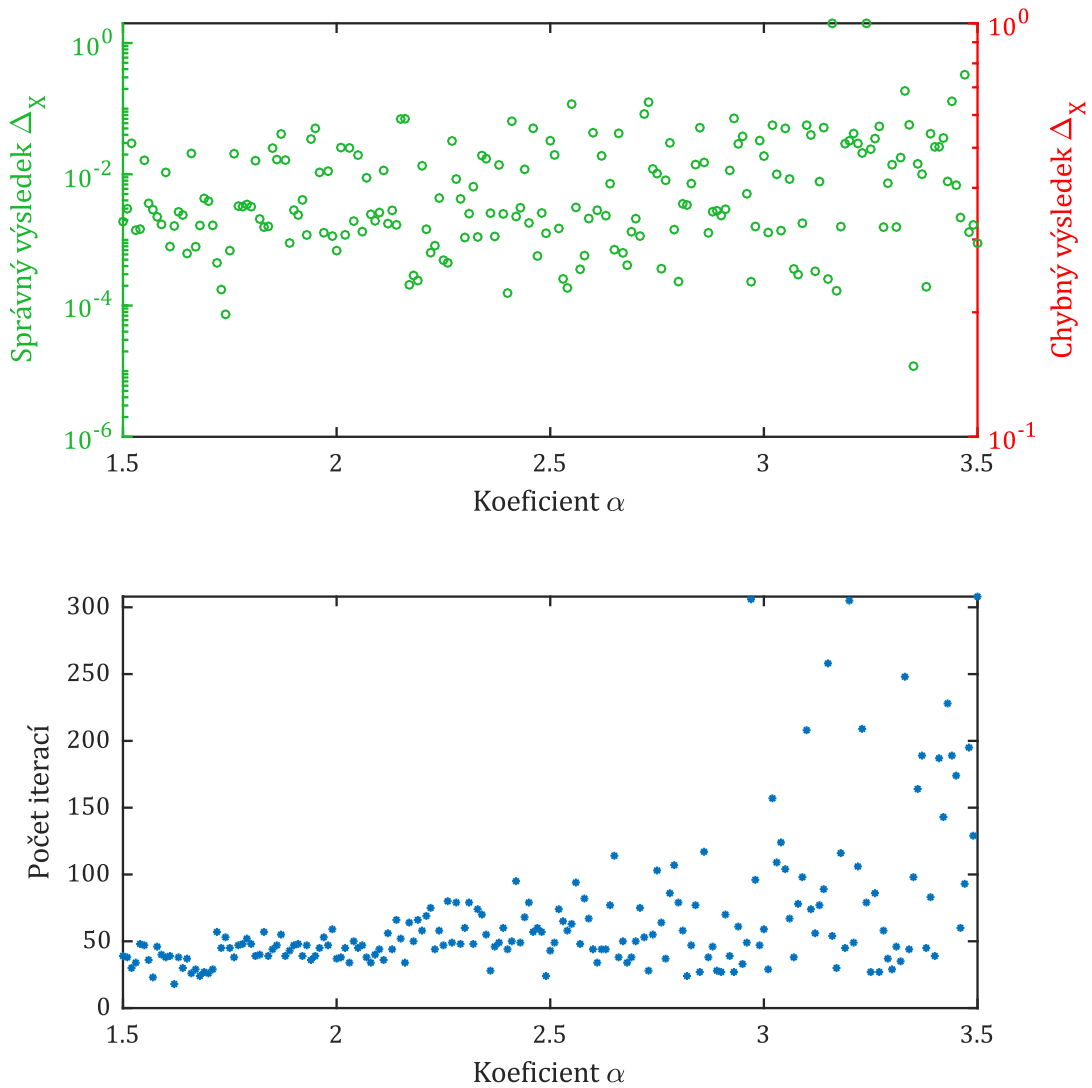 Správný výsledek Δ_X
10^0
10^-2
10^-4
10^-6
Chybný výsledek Δ_X
10^0
10^-1
1.5 2 2.5 3 3.5
Koeficient α
Počet iterací
300
250
200
150
100
50
0
1.5 2 2.5 3 3.5
Koeficient α